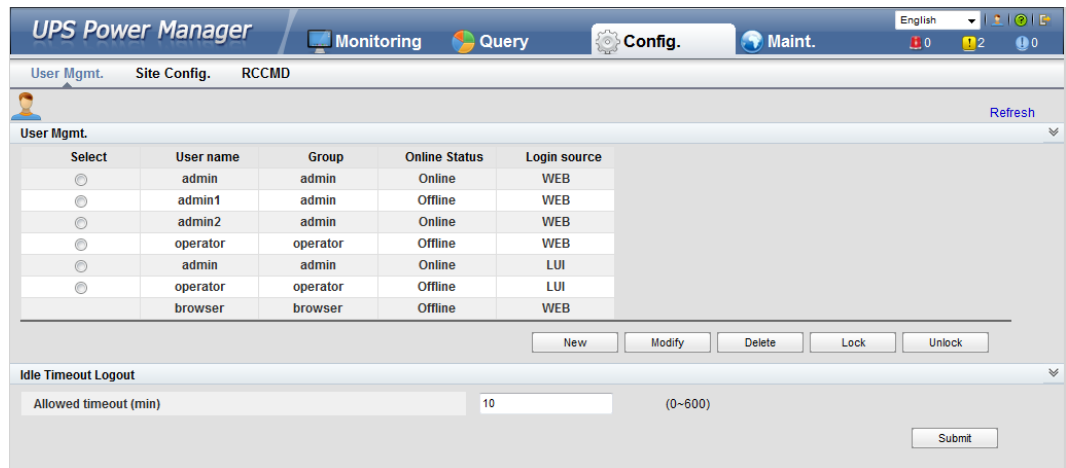 UPS Power Manager
Monitoring
Query
Config.
Maint.
English
0
2
0
User Mgmt. Site Config. RCCMD
Refresh
User Mgmt.
Select User name Group Online Status Login source
admin admin Online WEB
admin1 admin Offline WEB
admin2 admin Online WEB
operator operator Offline WEB
admin admin Online LUI
operator operator Offline LUI
browser browser Offline WEB
New Modify Delete Lock Unlock
Idle Timeout Logout
Allowed timeout (min) 10 (0~600)
Submit